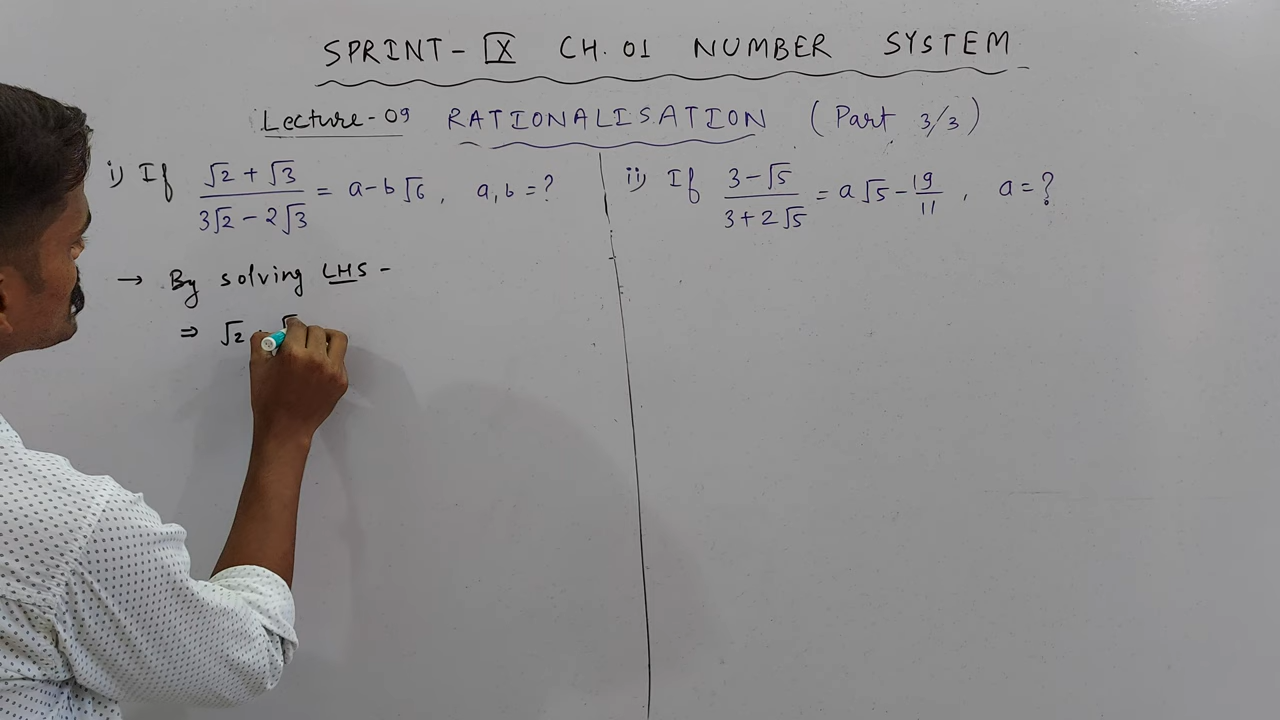 SPRINT-IX CH.01 NUMBER SYSTEM
Lecture-09 RATIONALISATION (Part 3/3)
i) If (√2 + √3)/(3√2 - 2√3) = a-b√6, a,b=?
→ By solving LHS -
⇒ √2
ii) If (3-√5)/(3+2√5) = a√5 - 19/11, a=?